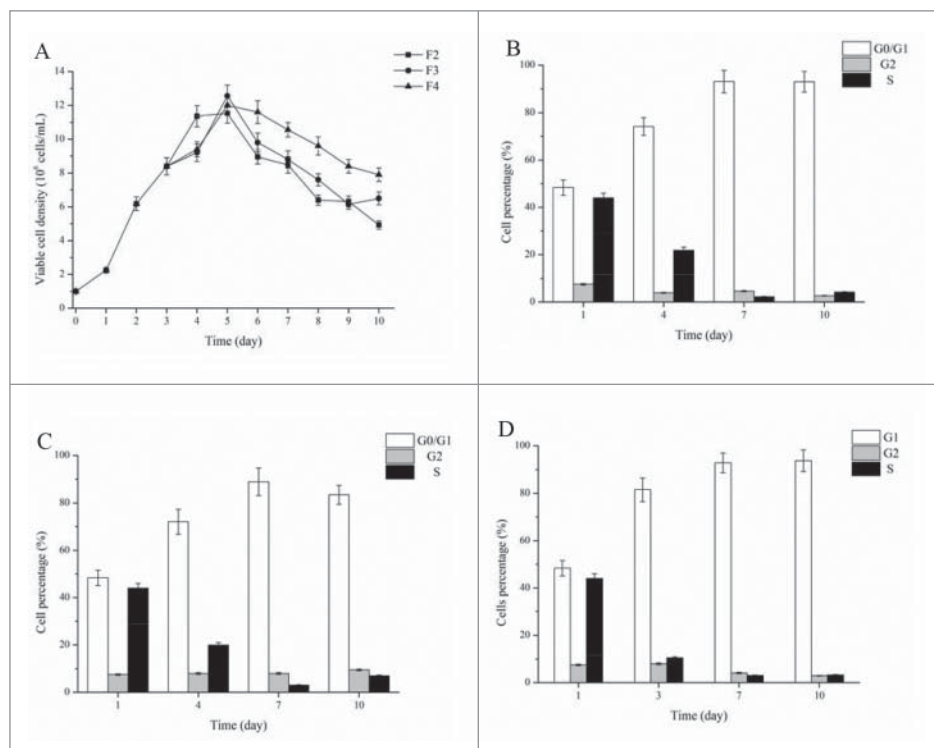 A
F2
F3
F4
Viable cell density (10⁶ cells/mL)
14
12
10
8
6
4
2
0
0 1 2 3 4 5 6 7 8 9 10
Time (day)
B
G0/G1
G2
S
Cell percentage (%)
100
80
60
40
20
0
1 4 7 10
Time (day)
C
G0/G1
G2
S
Cell percentage (%)
100
80
60
40
20
0
1 4 7 10
Time (day)
D
G1
G2
S
Cells percentage (%)
100
80
60
40
20
0
1 3 7 10
Time (day)